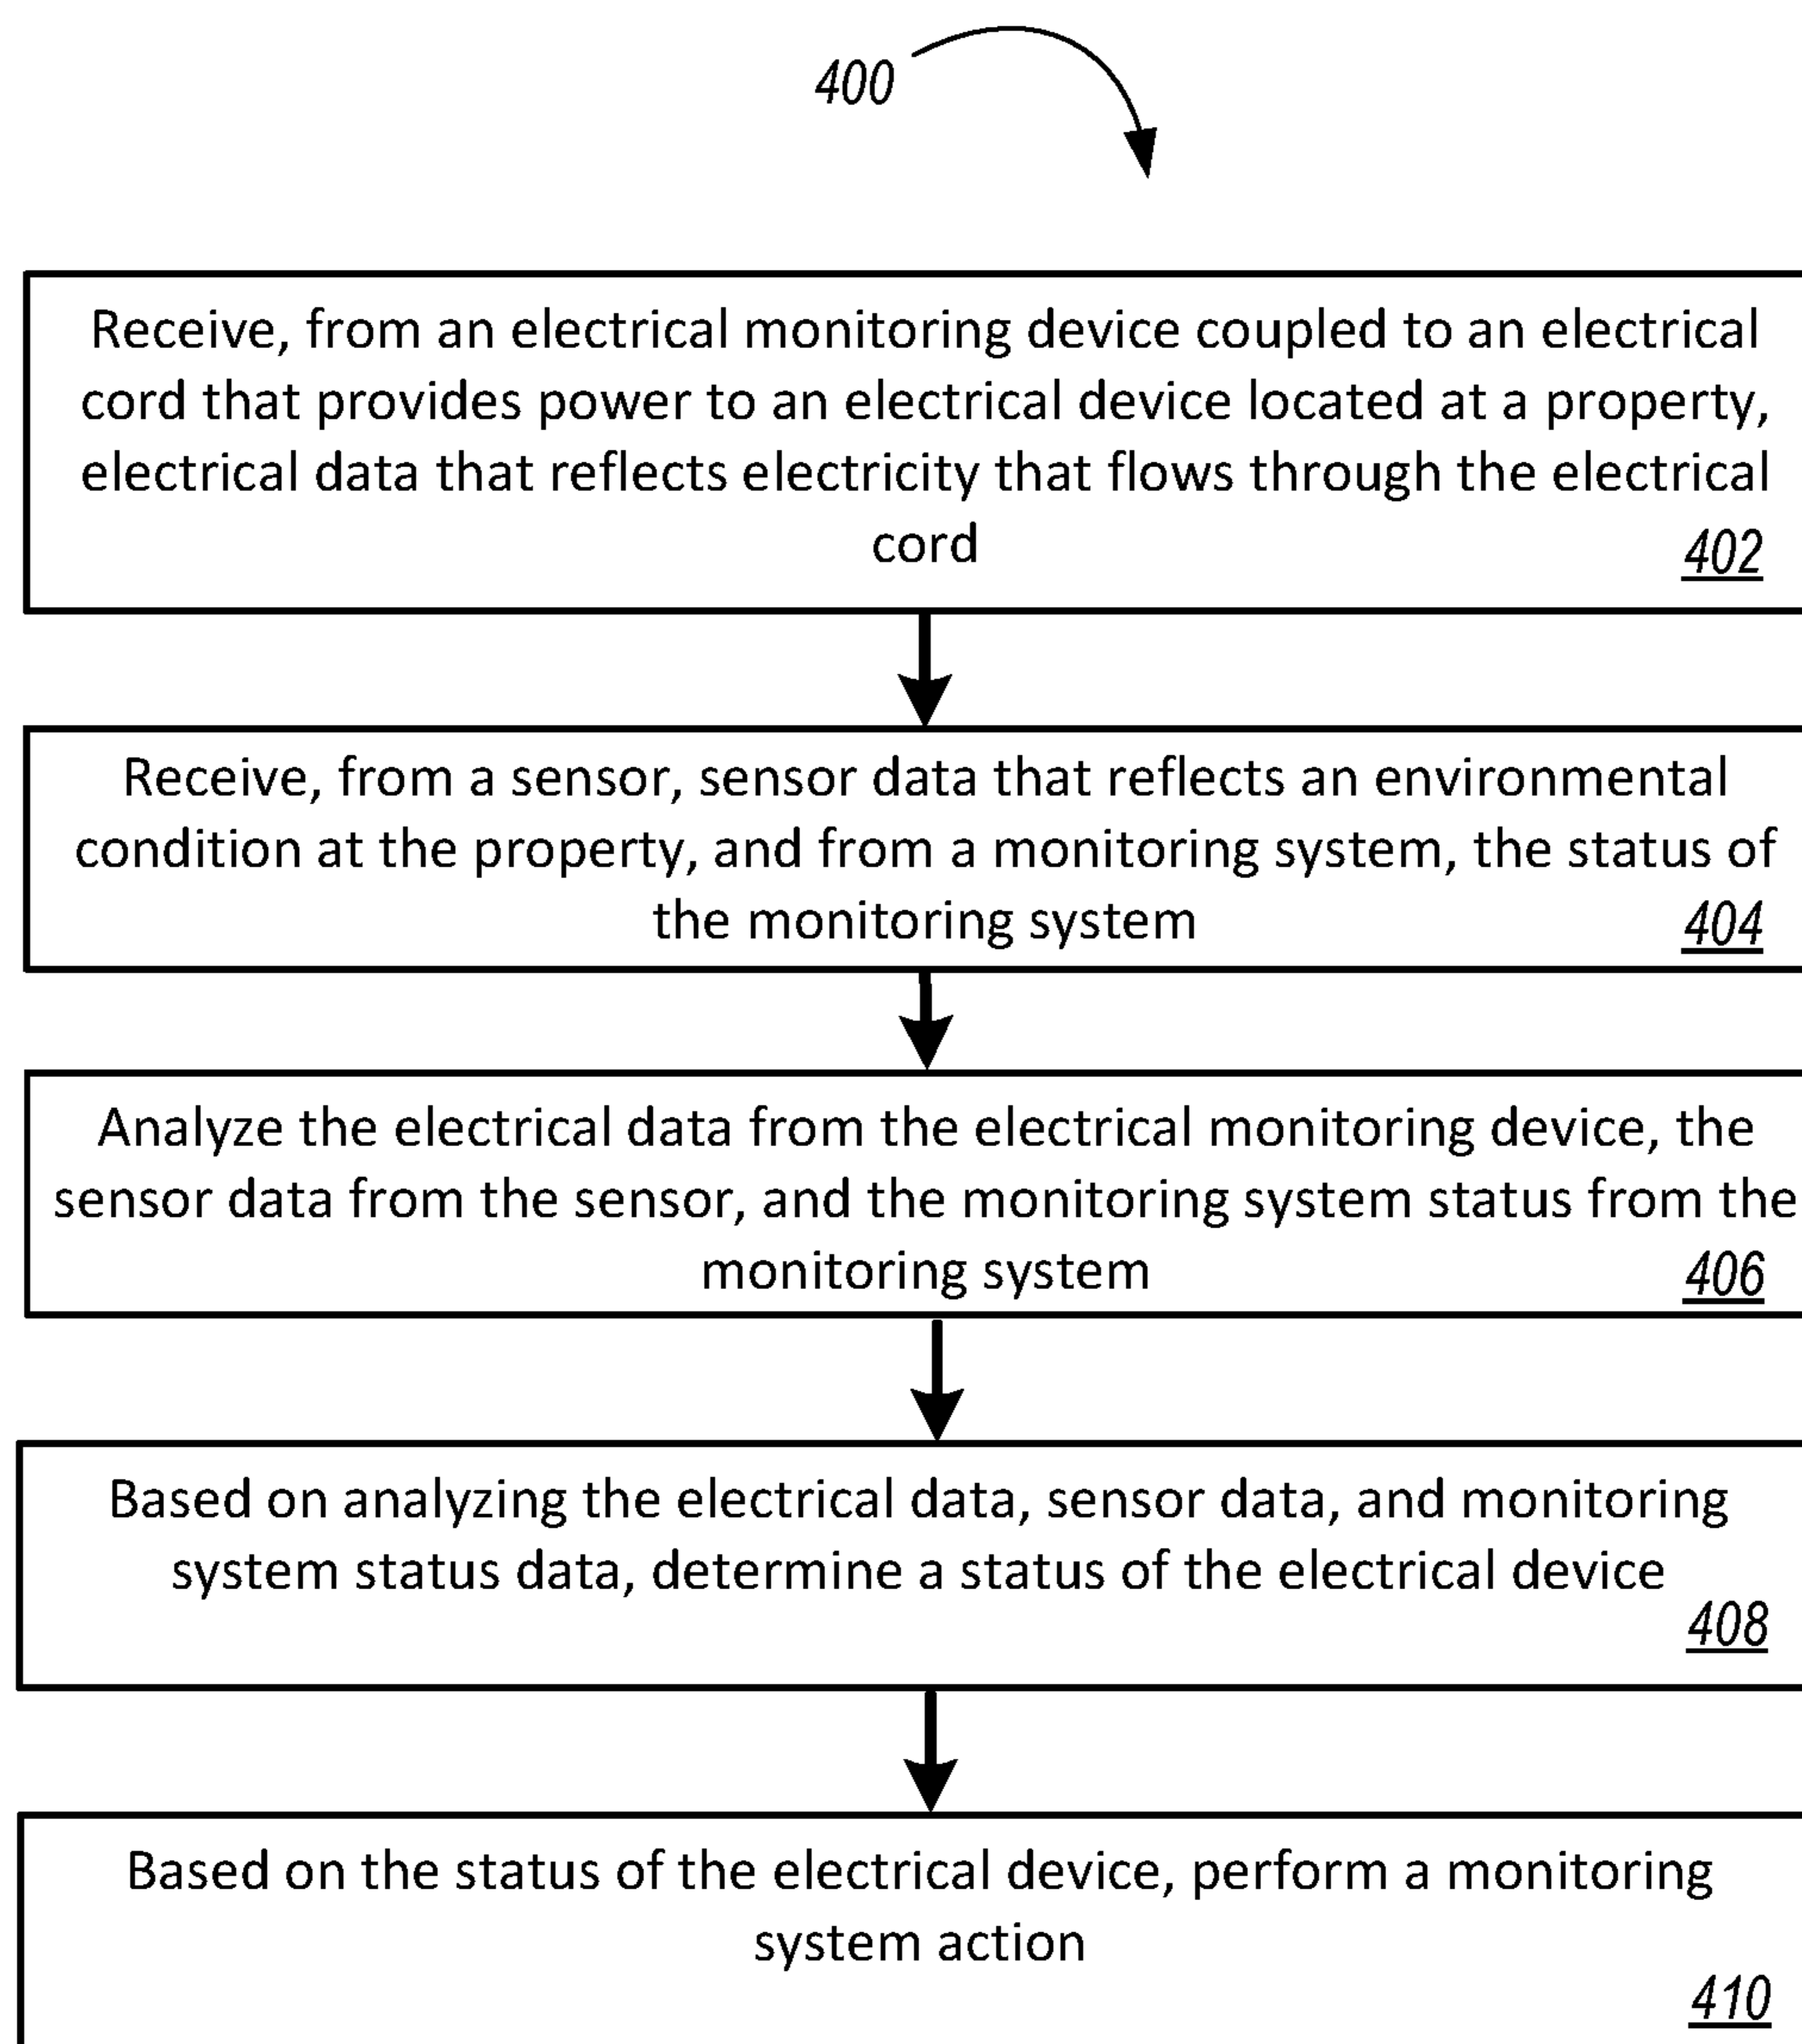 400
Receive, from an electrical monitoring device coupled to an electrical
cord that provides power to an electrical device located at a property,
electrical data that reflects electricity that flows through the electrical
cord
402
Receive, from a sensor, sensor data that reflects an environmental
condition at the property, and from a monitoring system, the status of
the monitoring system
404
Analyze the electrical data from the electrical monitoring device, the
sensor data from the sensor, and the monitoring system status from the
monitoring system
406
Based on analyzing the electrical data, sensor data, and monitoring
system status data, determine a status of the electrical device
408
Based on the status of the electrical device, perform a monitoring
system action
410